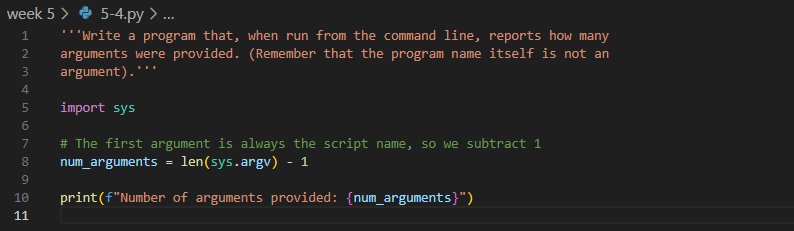 week 5 > 5-4.py > ...
1 '''Write a program that, when run from the command line, reports how many
2 arguments were provided. (Remember that the program name itself is not an
3 argument).'''
4
5 import sys
6
7 # The first argument is always the script name, so we subtract 1
8 num_arguments = len(sys.argv) - 1
9
10 print(f"Number of arguments provided: {num_arguments}")
11